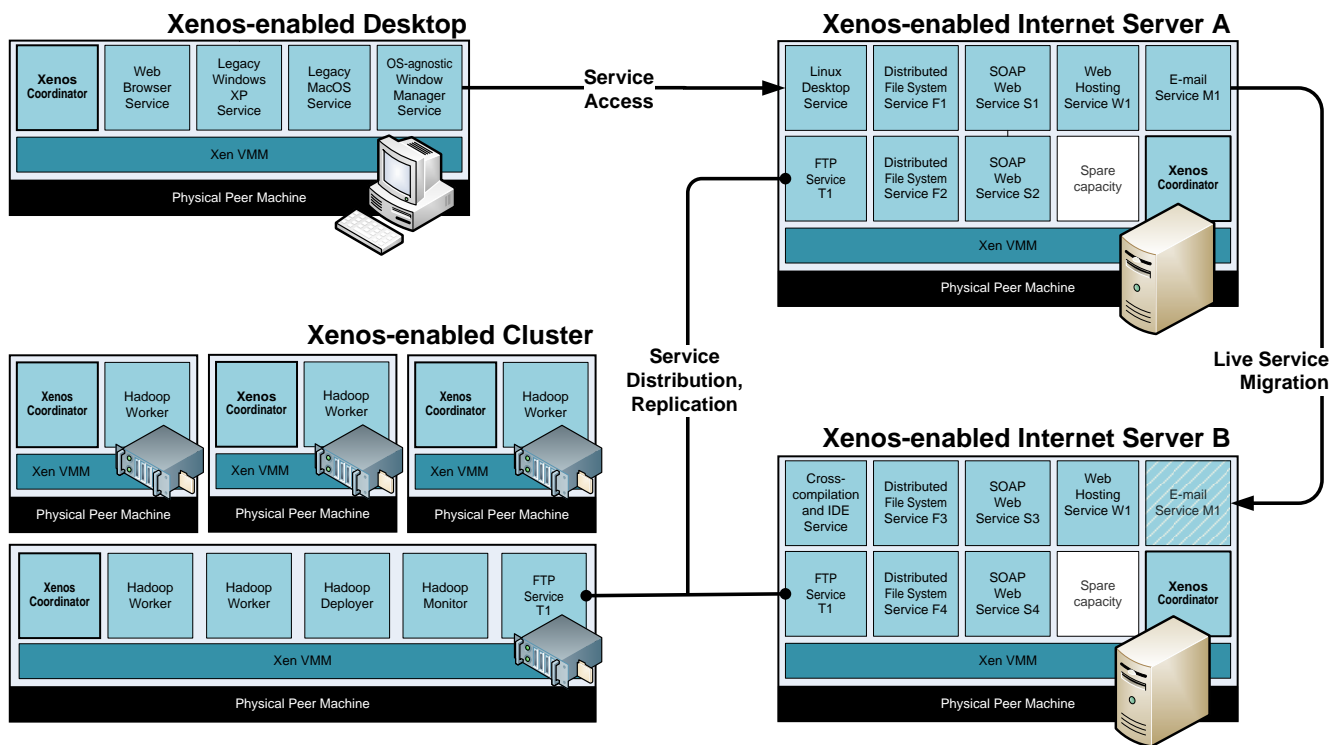 Xenos-enabled Desktop
Xenos
Coordinator
Web
Browser
Service
Legacy
Windows
XP
Service
Legacy
MacOS
Service
OS-agnostic
Window
Manager
Service
Xen VMM
Physical Peer Machine
Service
Access
Xenos-enabled Internet Server A
Linux
Desktop
Service
Distributed
File System
Service F1
SOAP
Web
Service S1
Web
Hosting
Service W1
E-mail
Service M1
FTP
Service
T1
Distributed
File System
Service F2
SOAP
Web
Service S2
Spare
capacity
Xenos
Coordinator
Xen VMM
Physical Peer Machine
Xenos-enabled Cluster
Xenos
Coordinator
Hadoop
Worker
Xen VMM
Physical Peer Machine
Xenos
Coordinator
Hadoop
Worker
Xen VMM
Physical Peer Machine
Xenos
Coordinator
Hadoop
Worker
Xen VMM
Physical Peer Machine
Xenos
Coordinator
Hadoop
Worker
Hadoop
Worker
Hadoop
Deployer
Hadoop
Monitor
FTP
Service
T1
Xen VMM
Physical Peer Machine
Service
Distribution,
Replication
Live Service
Migration
Xenos-enabled Internet Server B
Cross-
compilation
and IDE
Service
Distributed
File System
Service F3
SOAP
Web
Service S3
Web
Hosting
Service W1
E-mail
Service M1
FTP
Service
T1
Distributed
File System
Service F4
SOAP
Web
Service S4
Spare
capacity
Xenos
Coordinator
Xen VMM
Physical Peer Machine